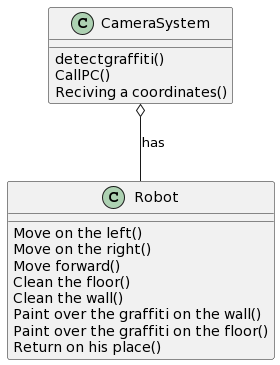 C CameraSystem
detectgraffiti()
CallPC()
Reciving a coordinates()
has
C Robot
Move on the left()
Move on the right()
Move forward()
Clean the floor()
Clean the wall()
Paint over the graffiti on the wall()
Paint over the graffiti on the floor()
Return on his place()